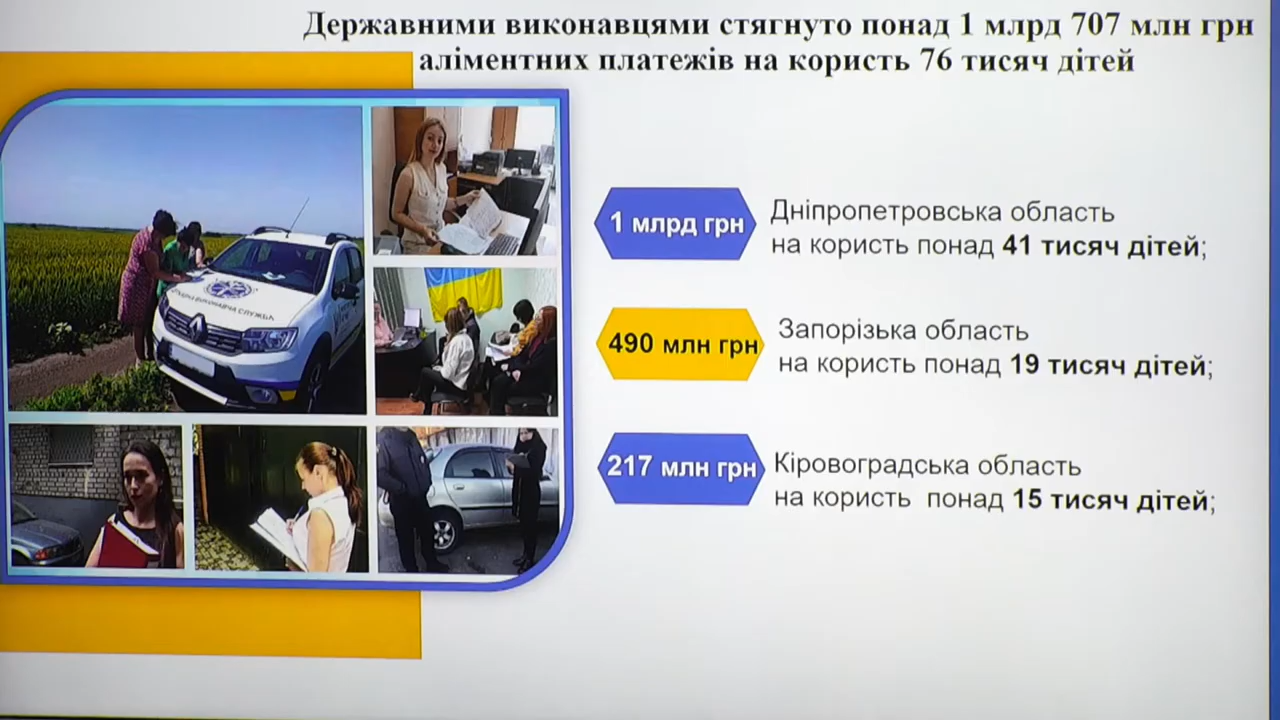 Державними виконавцями стягнуто понад 1 млрд 707 млн грн
аліментних платежів на користь 76 тисяч дітей
1 млрд грн
Дніпропетровська область
на користь понад 41 тисяч дітей;
490 млн грн
Запорізька область
на користь понад 19 тисяч дітей;
217 млн грн
Кіровоградська область
на користь понад 15 тисяч дітей;
ВИКОНАВЧА СЛУЖБА